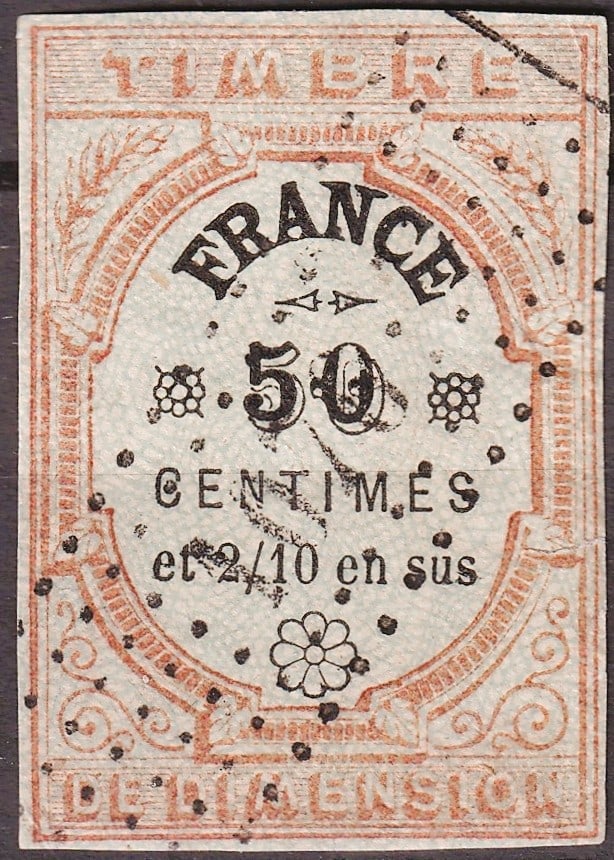 TIMBRE
FRANCE
50
CENTIMES
et 2/10 en sus
DE DIMENSION